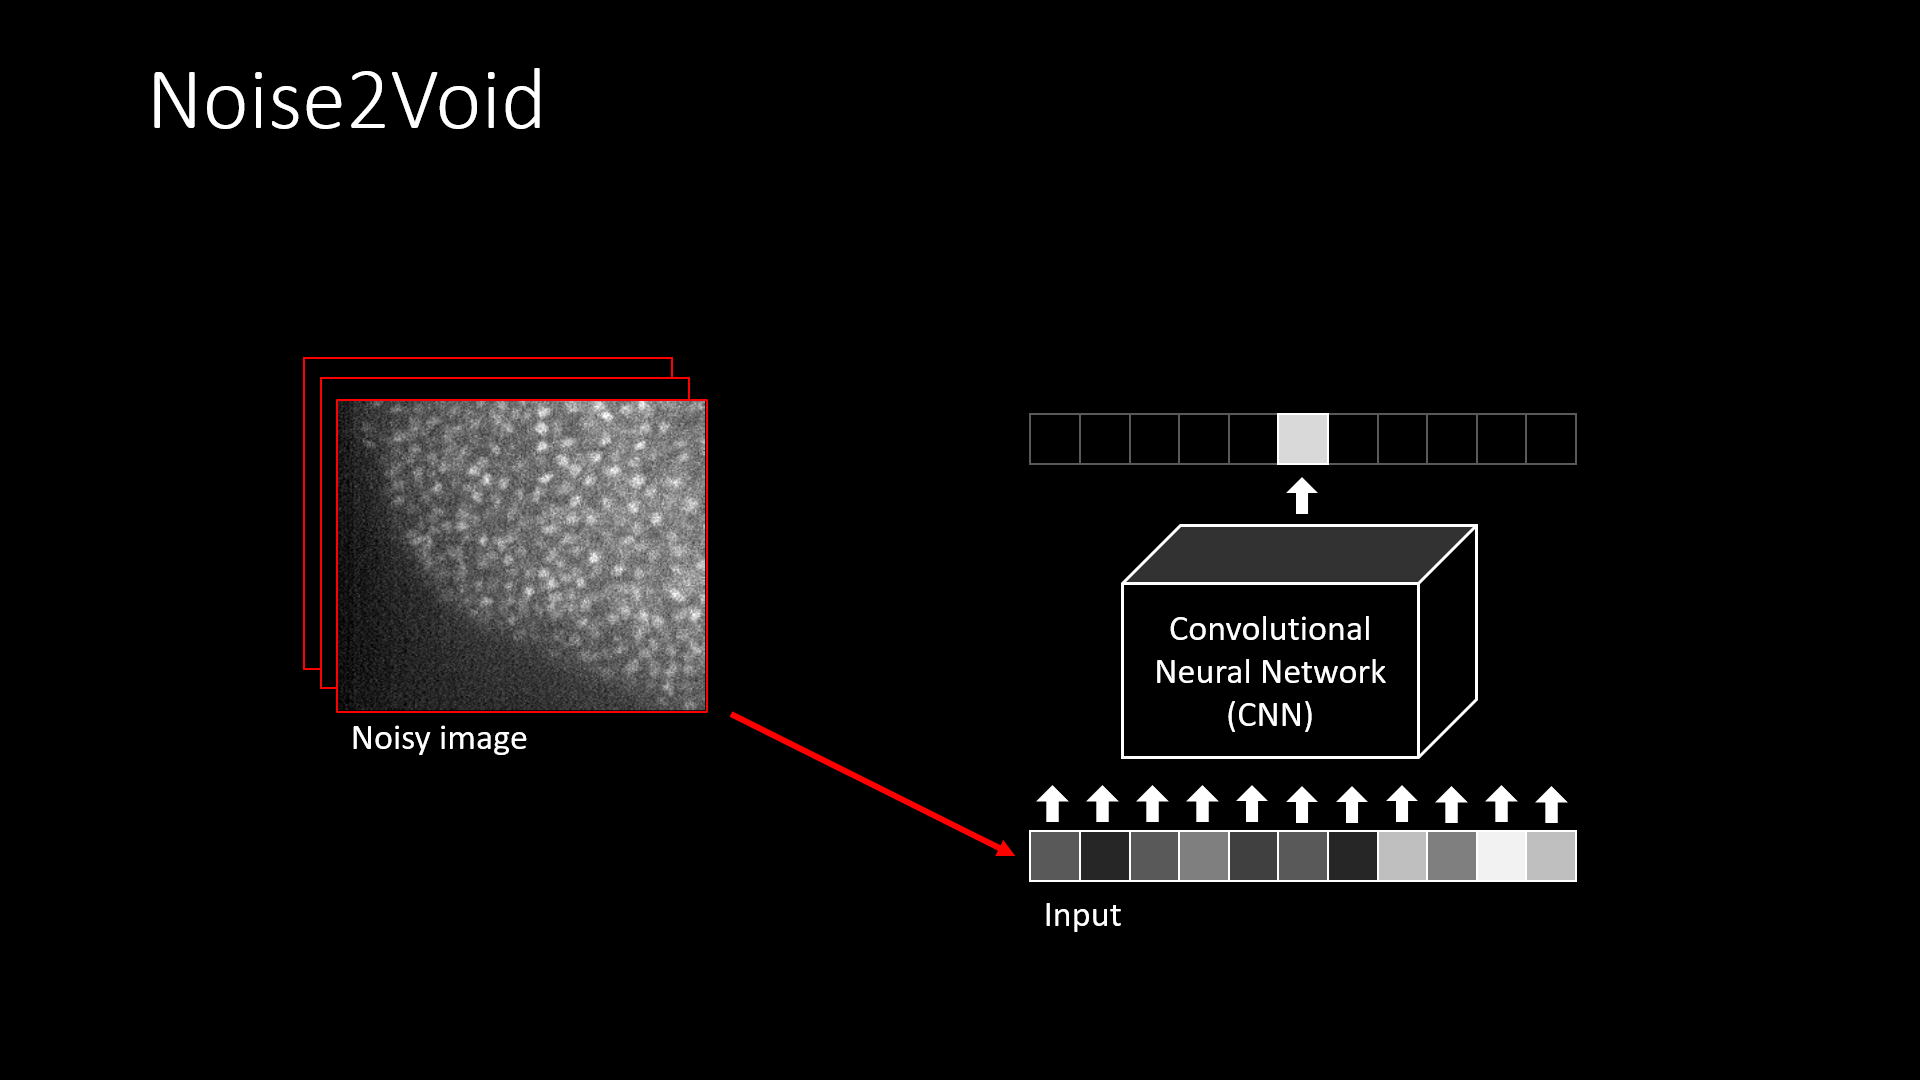 Noise2Void
Noisy image
Convolutional
Neural Network
(CNN)
Input